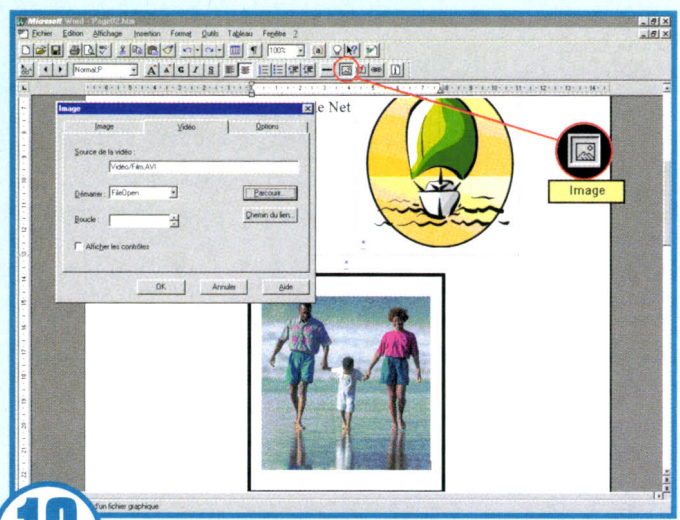 Microsoft Word - Page02.htm
Fichier Edition Affichage Insertion Format Outils Tableau Fenêtre ?
100%
Normal,P
A A G I S
Image
Image Vidéo Options
Source de la vidéo :
Vidéo/Film.AVI
Démarrer : FileOpen
Parcourir...
Boucle :
Chemin du lien...
Afficher les contrôles
OK Annuler Aide
le Net
Image
d'un fichier graphique